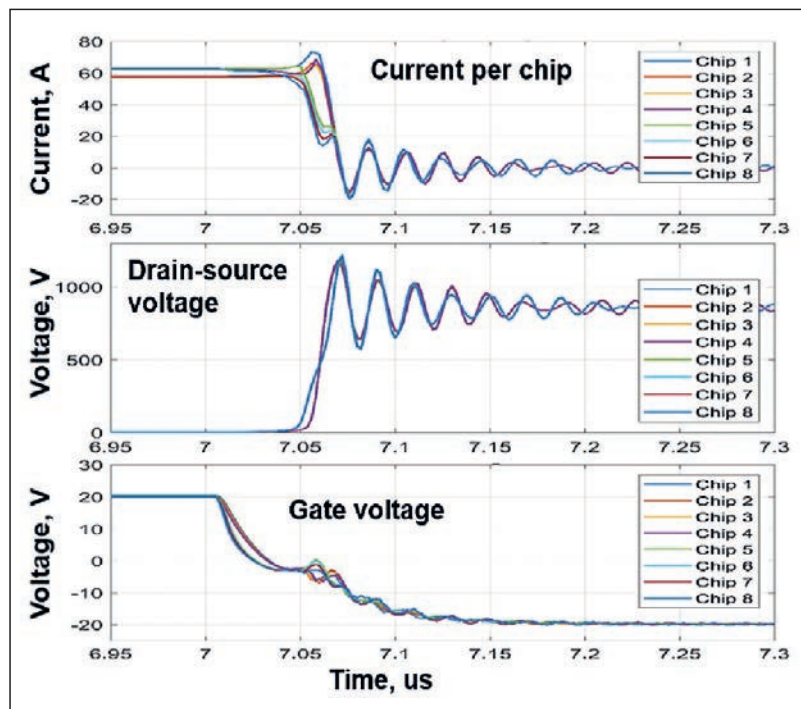 80
60
40
20
0
-20
Current, A
Current per chip
Chip 1
Chip 2
Chip 3
Chip 4
Chip 5
Chip 6
Chip 7
Chip 8
6.95 7 7.05 7.1 7.15 7.2 7.25 7.3
1000
500
0
Voltage, V
Drain-source
voltage
Chip 1
Chip 2
Chip 3
Chip 4
Chip 5
Chip 6
Chip 7
Chip 8
6.95 7 7.05 7.1 7.15 7.2 7.25 7.3
30
20
10
0
-10
-20
Voltage, V
Gate voltage
Chip 1
Chip 2
Chip 3
Chip 4
Chip 5
Chip 6
Chip 7
Chip 8
6.95 7 7.05 7.1 7.15 7.2 7.25 7.3
Time, us